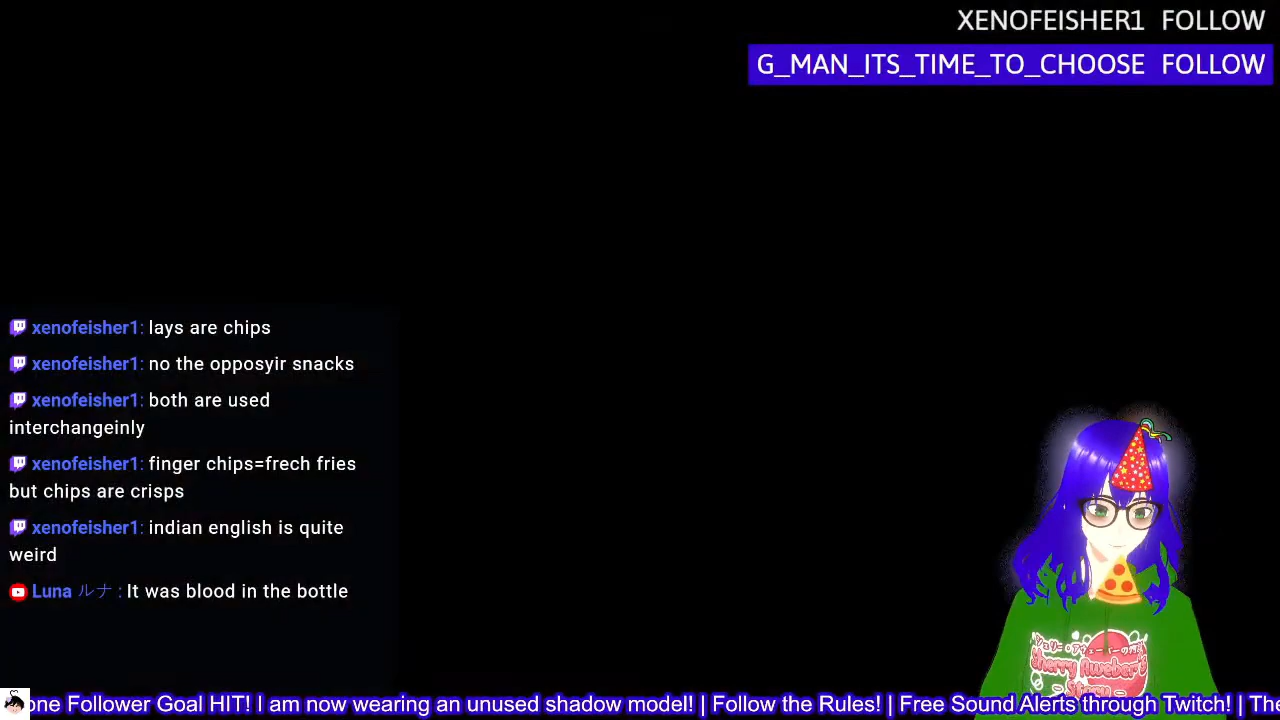 XENOFEISHER1 FOLLOW
G_MAN_ITS_TIME_TO_CHOOSE FOLLOW
xenofeisher1: lays are chips
xenofeisher1: no the opposyir snacks
xenofeisher1: both are used
interchangeinly
xenofeisher1: finger chips=frech fries
but chips are crisps
xenofeisher1: indian english is quite
weird
Luna ルナ : It was blood in the bottle
Sherry Aweber's
Story
one Follower Goal HIT! I am now wearing an unused shadow model! | Follow the Rules! | Free Sound Alerts through Twitch! | The